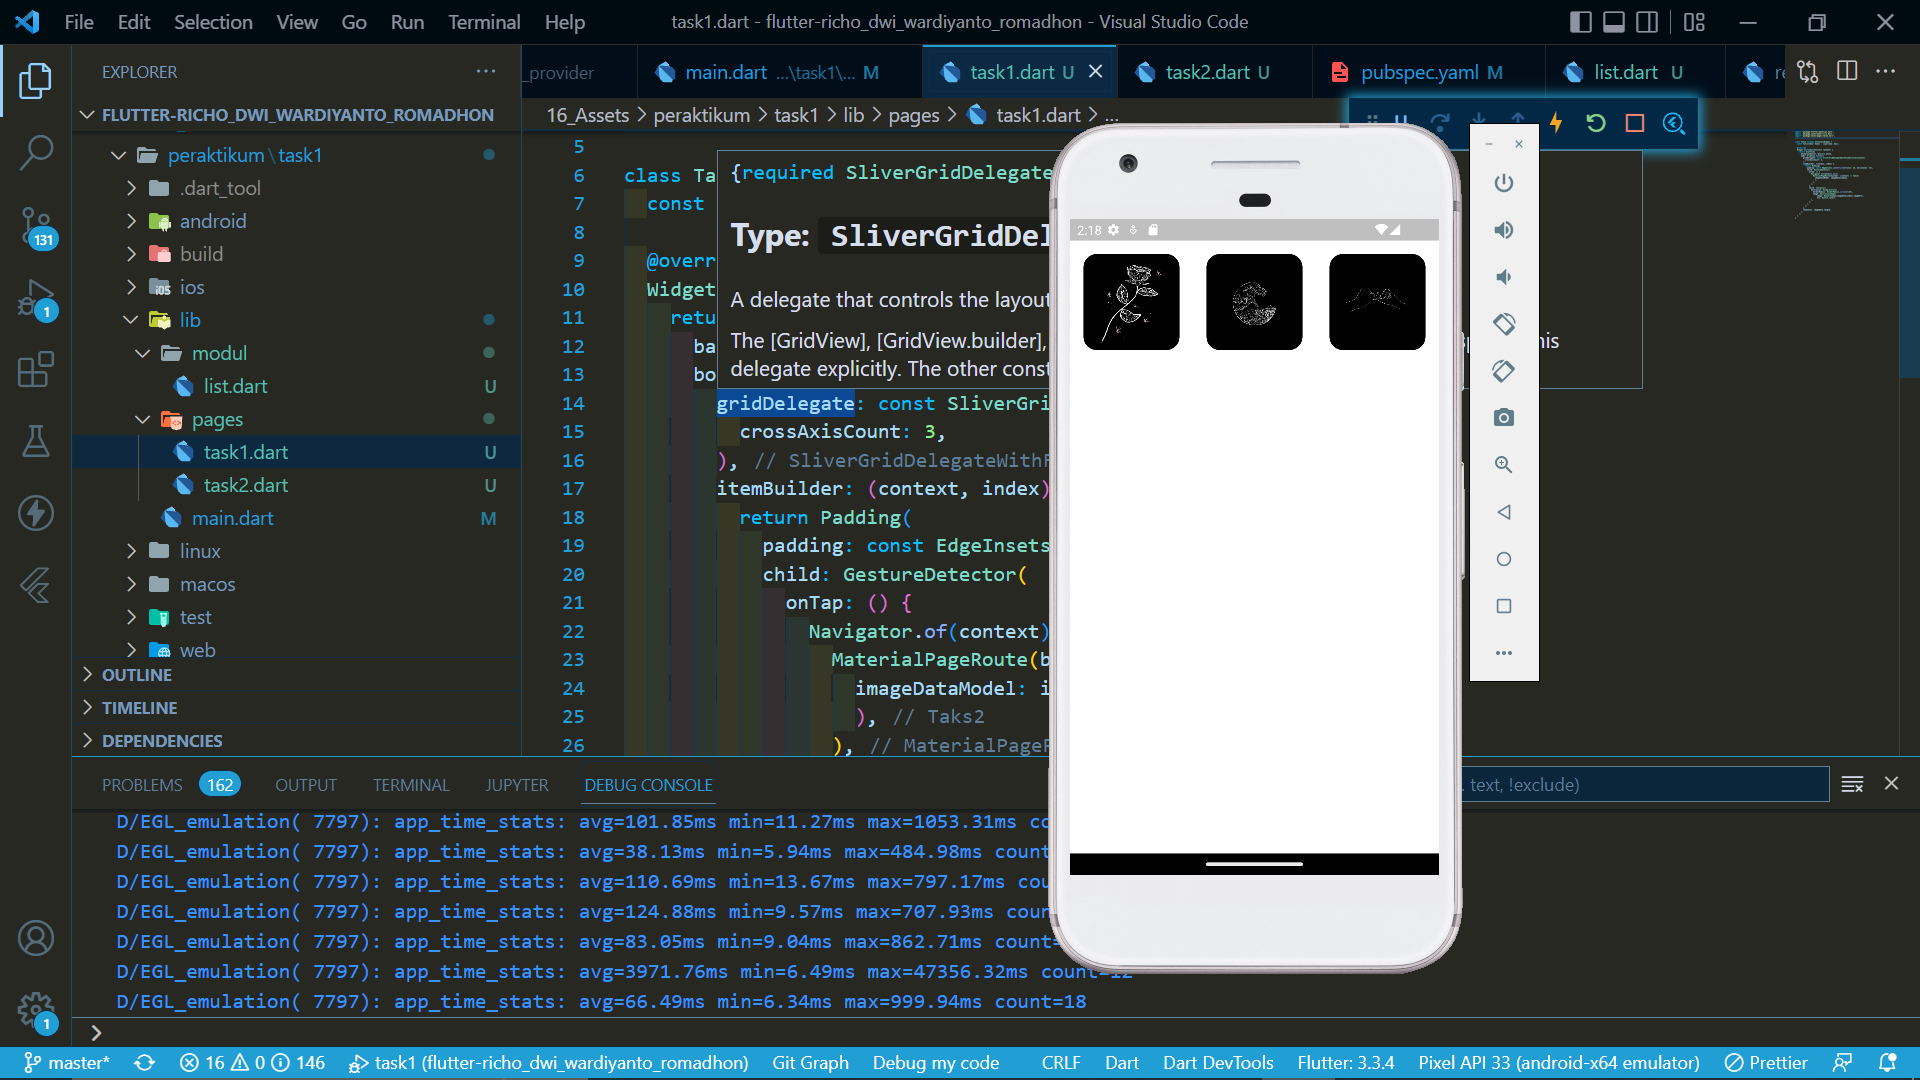 File Edit Selection View Go Run Terminal Help
task1.dart - flutter-richo_dwi_wardiyanto_romadhon - Visual Studio Code
EXPLORER
_provider
main.dart ...\task1\... M
task1.dart U
task2.dart U
pubspec.yaml M
list.dart U
FLUTTER-RICHO_DWI_WARDIYANTO_ROMADHON
16_Assets > peraktikum > task1 > lib > pages > task1.dart > ...
peraktikum\task1
.dart_tool
android
build
ios
lib
modul
list.dart U
pages
task1.dart U
task2.dart U
main.dart M
linux
macos
test
web
OUTLINE
TIMELINE
DEPENDENCIES
131
1
1
5
6 class Ta
7 const
8
9 @overr
10 Widget
11 retu
12 ba
13 bo
{required SliverGridDelegate
Type: SliverGridDel
A delegate that controls the layou
The [GridView], [GridView.builder],
his
delegate explicitly. The other const
14 gridDelegate: const SliverGri
15 crossAxisCount: 3,
16 ), // SliverGridDelegateWithF
17 itemBuilder: (context, index)
18 return Padding(
19 padding: const EdgeInsets
20 child: GestureDetector(
21 onTap: () {
22 Navigator.of(context)
23 MaterialPageRoute(b
24 imageDataModel: i
25 ), // Taks2
26 ), // MaterialPageR
2:18
PROBLEMS 162 OUTPUT TERMINAL JUPYTER DEBUG CONSOLE
text, !exclude)
D/EGL_emulation( 7797): app_time_stats: avg=101.85ms min=11.27ms max=1053.31ms co
D/EGL_emulation( 7797): app_time_stats: avg=38.13ms min=5.94ms max=484.98ms count
D/EGL_emulation( 7797): app_time_stats: avg=110.69ms min=13.67ms max=797.17ms cou
D/EGL_emulation( 7797): app_time_stats: avg=124.88ms min=9.57ms max=707.93ms coun
D/EGL_emulation( 7797): app_time_stats: avg=83.05ms min=9.04ms max=862.71ms count=
D/EGL_emulation( 7797): app_time_stats: avg=3971.76ms min=6.49ms max=47356.32ms count=12
D/EGL_emulation( 7797): app_time_stats: avg=66.49ms min=6.34ms max=999.94ms count=18
master* 16 0 146 task1 (flutter-richo_dwi_wardiyanto_romadhon) Git Graph Debug my code CRLF Dart Dart DevTools Flutter: 3.3.4 Pixel API 33 (android-x64 emulator) Prettier